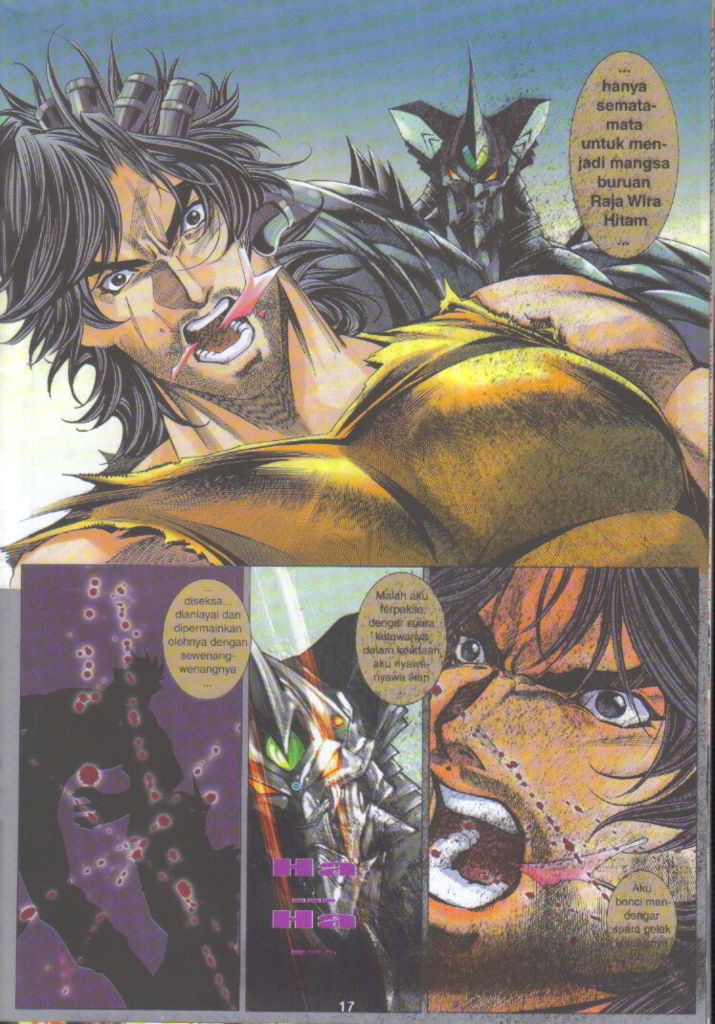 ...
hanya
semata-
mata
untuk men-
jadi mangsa
buruan
Raja Wira
Hitam
...
...
diseksa...
dianiayai dan
dipermainkan
olehnya dengan
sewenang-
wenangnya
...
Malah aku
terpaksa
dengar suara
ketawanya
dalam keadaan
aku nyawa-
nyawa ikan
...
Ha
...
Ha
...
Aku
benci men-
dengar
suara gelak
ketawanya
...
17